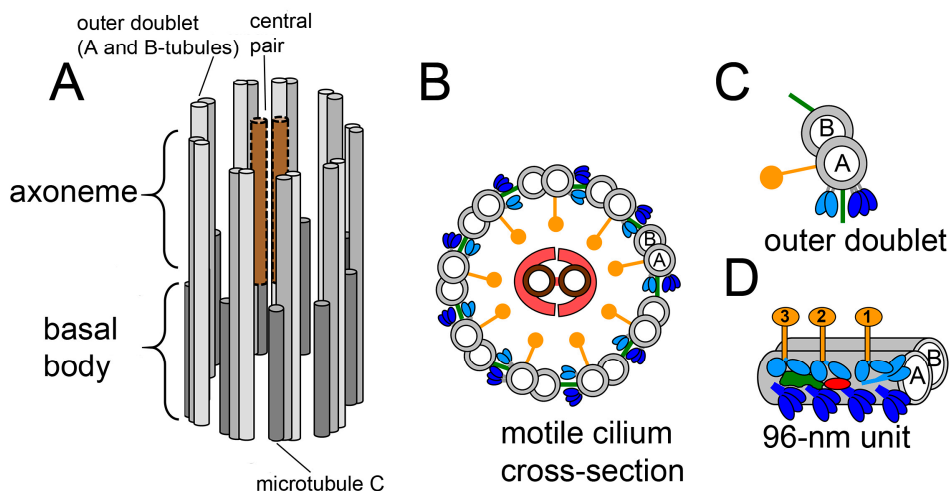 A
outer doublet
(A and B-tubules)
central
pair
axoneme
basal
body
microtubule C
B
B
A
motile cilium
cross-section
C
B
A
outer doublet
D
3 2 1
B
A
96-nm unit